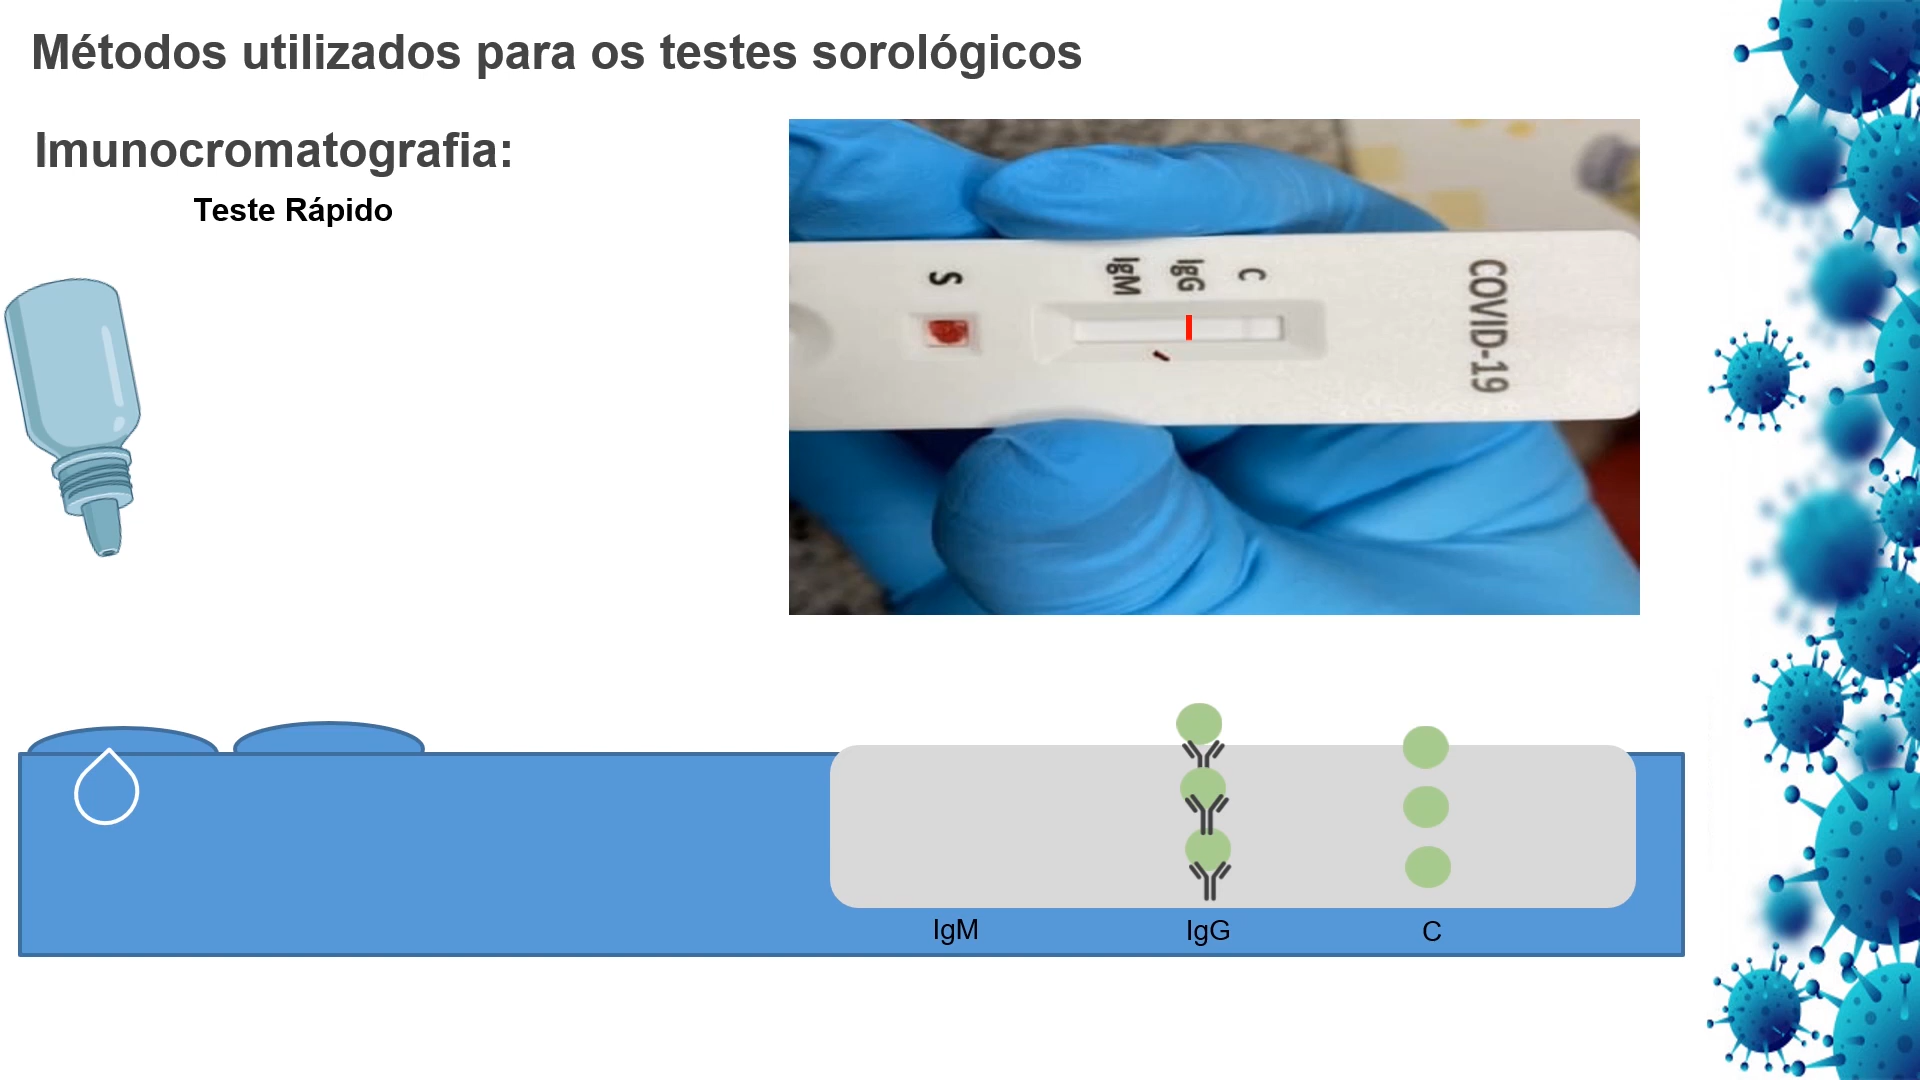 Métodos utilizados para os testes sorológicos
Imunocromatografia:
Teste Rápido
S
IgM
IgG
C
COVID-19
IgM
IgG
C